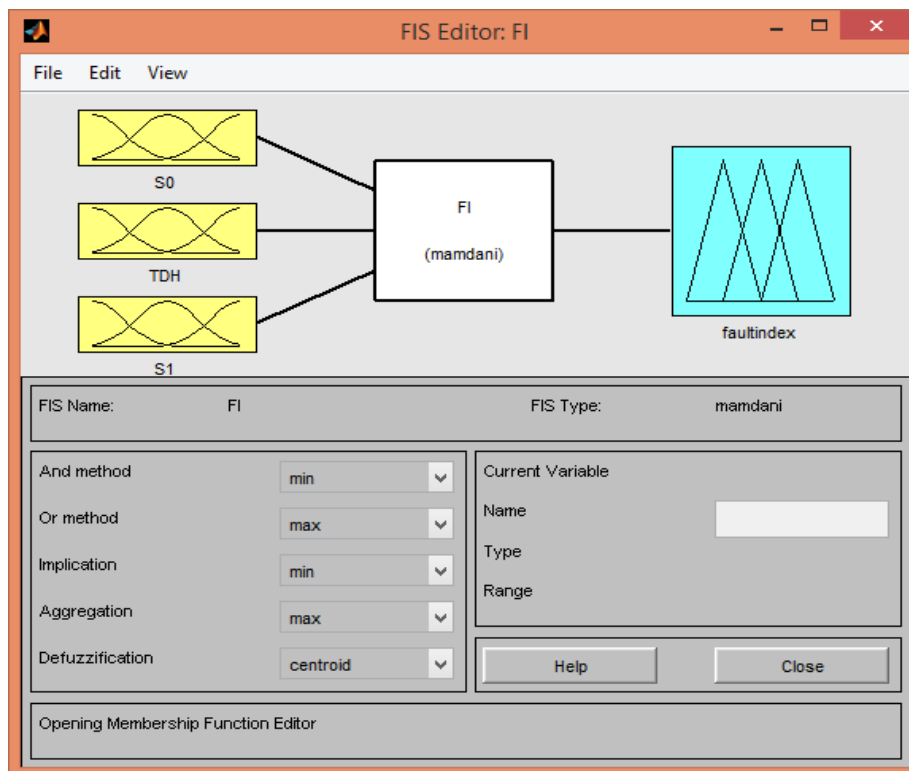 FIS Editor: FI
File Edit View
S0
TDH
S1
FI
(mamdani)
faultindex
FIS Name: FI FIS Type: mamdani
And method min
Or method max
Implication min
Aggregation max
Defuzzification centroid
Current Variable
Name
Type
Range
Help Close
Opening Membership Function Editor